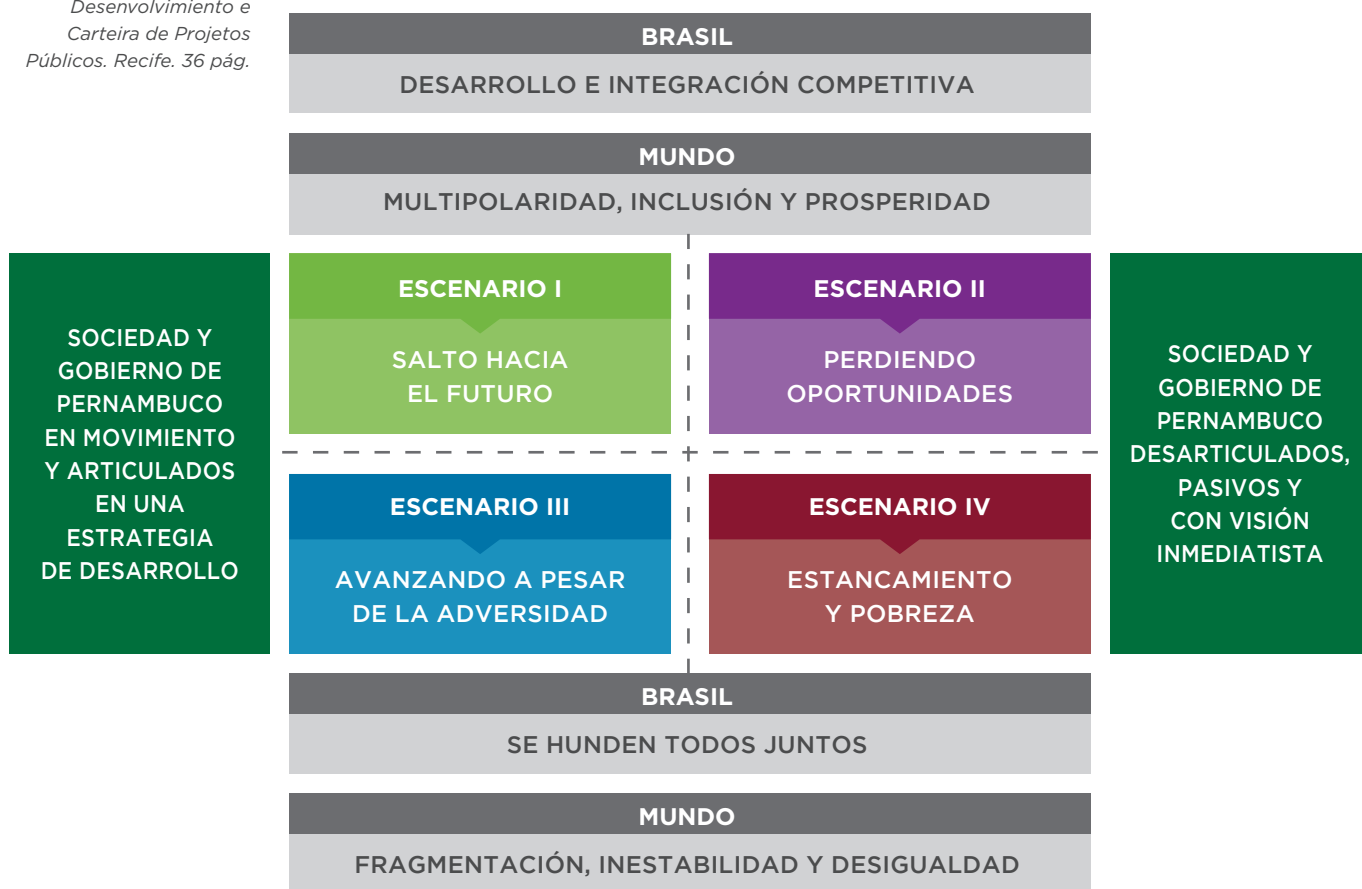 Desenvolvimiento e
Carteira de Projetos
Públicos. Recife. 36 pág.
BRASIL
DESARROLLO E INTEGRACIÓN COMPETITIVA
MUNDO
MULTIPOLARIDAD, INCLUSIÓN Y PROSPERIDAD
SOCIEDAD Y
GOBIERNO DE
PERNAMBUCO
EN MOVIMIENTO
Y ARTICULADOS
EN UNA
ESTRATEGIA
DE DESARROLLO
ESCENARIO I
SALTO HACIA
EL FUTURO
ESCENARIO II
PERDIENDO
OPORTUNIDADES
ESCENARIO III
AVANZANDO A PESAR
DE LA ADVERSIDAD
ESCENARIO IV
ESTANCAMIENTO
Y POBREZA
SOCIEDAD Y
GOBIERNO DE
PERNAMBUCO
DESARTICULADOS,
PASIVOS Y
CON VISIÓN
INMEDIATISTA
BRASIL
SE HUNDEN TODOS JUNTOS
MUNDO
FRAGMENTACIÓN, INESTABILIDAD Y DESIGUALDAD